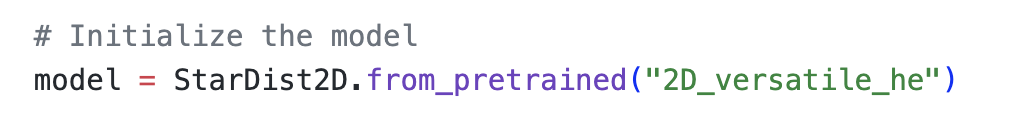 # Initialize the model
model = StarDist2D.from_pretrained("2D_versatile_he")